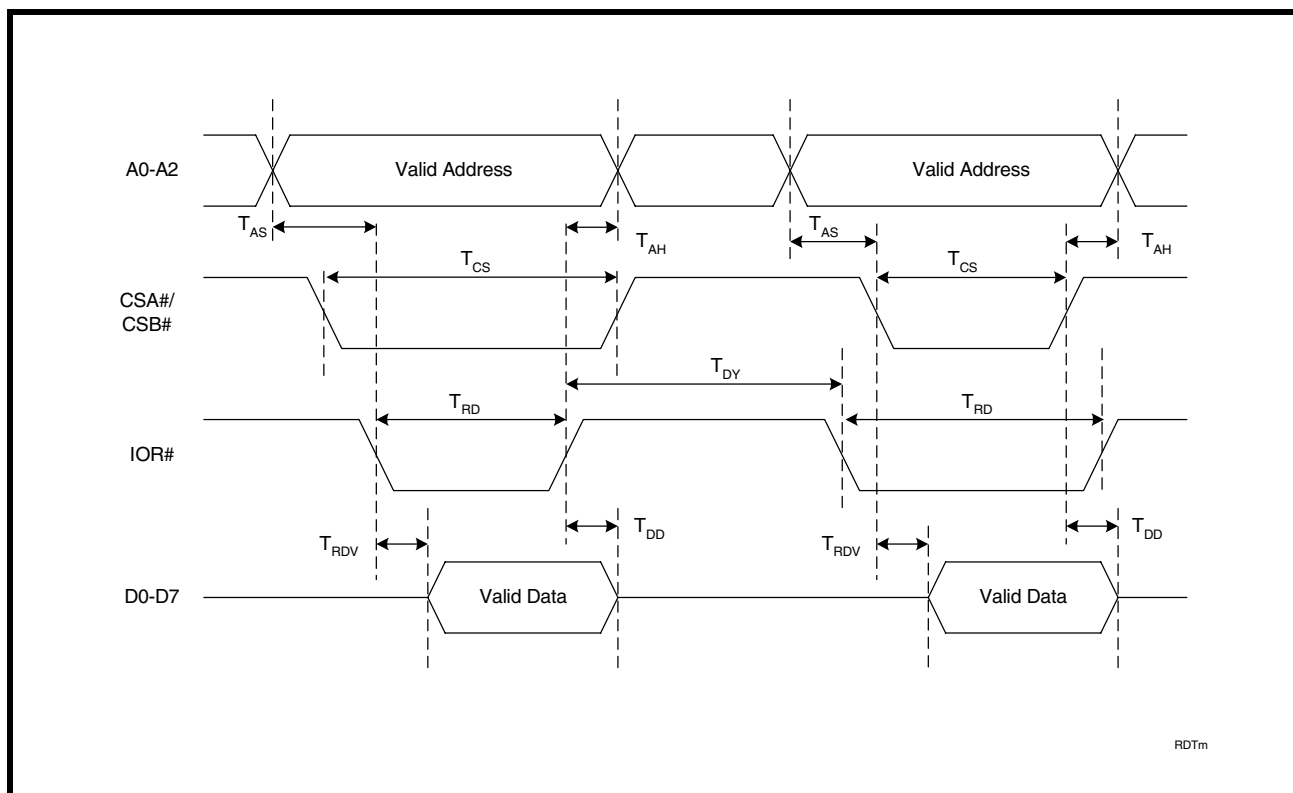 A0-A2
Valid Address
Valid Address
TAS
TAH
TAS
TAH
TCS
TCS
CSA#/
CSB#
TDY
TRD
TRD
IOR#
TDD
TDD
TRDV
TRDV
D0-D7
Valid Data
Valid Data
RDTm